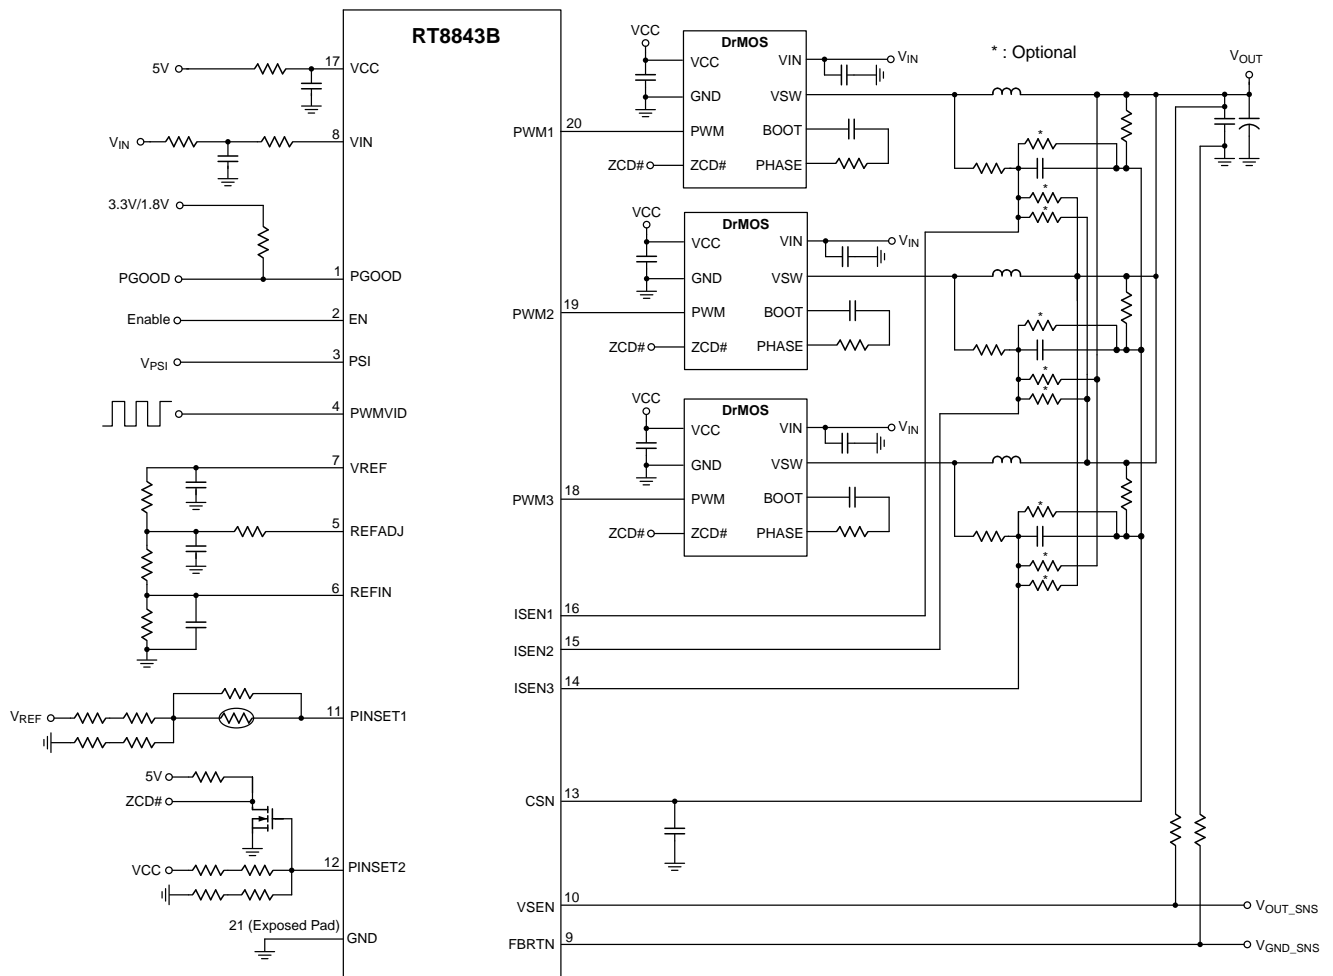 RT8843B
5V
17
VCC
VIN
8
VIN
3.3V/1.8V
PGOOD
1
PGOOD
Enable
2
EN
VPSI
3
PSI
4
PWMVID
7
VREF
5
REFADJ
6
REFIN
VREF
11
PINSET1
5V
ZCD#
VCC
12
PINSET2
21 (Exposed Pad)
GND
PWM1
20
PWM2
19
PWM3
18
ISEN1
16
ISEN2
15
ISEN3
14
CSN
13
VSEN
10
FBRTN
9
VCC
DrMOS
VCC
VIN
VIN
GND
VSW
PWM
BOOT
ZCD#
ZCD#
PHASE
VCC
DrMOS
VCC
VIN
VIN
GND
VSW
PWM
BOOT
ZCD#
ZCD#
PHASE
VCC
DrMOS
VCC
VIN
VIN
GND
VSW
PWM
BOOT
ZCD#
ZCD#
PHASE
* : Optional
VOUT
*
*
*
*
*
*
*
*
*
VOUT_SNS
VGND_SNS